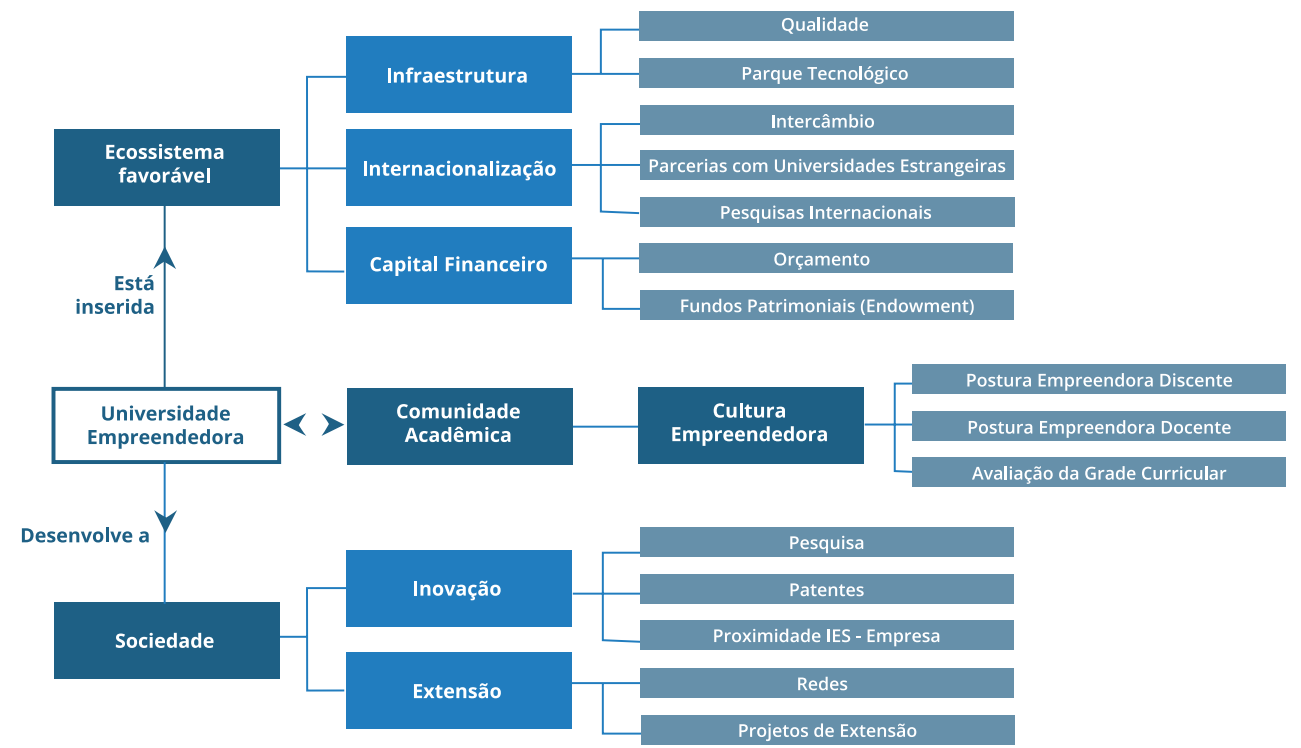 Qualidade
Infraestrutura
Parque Tecnológico
Intercâmbio
Ecossistema
favorável
Internacionalização
Parcerias com Universidades Estrangeiras
Pesquisas Internacionais
Capital Financeiro
Orçamento
Fundos Patrimoniais (Endowment)
Está
inserida
Universidade
Empreendedora
Comunidade
Acadêmica
Cultura
Empreendedora
Postura Empreendora Discente
Postura Empreendora Docente
Avaliação da Grade Curricular
Desenvolve a
Sociedade
Inovação
Pesquisa
Patentes
Proximidade IES - Empresa
Extensão
Redes
Projetos de Extensão